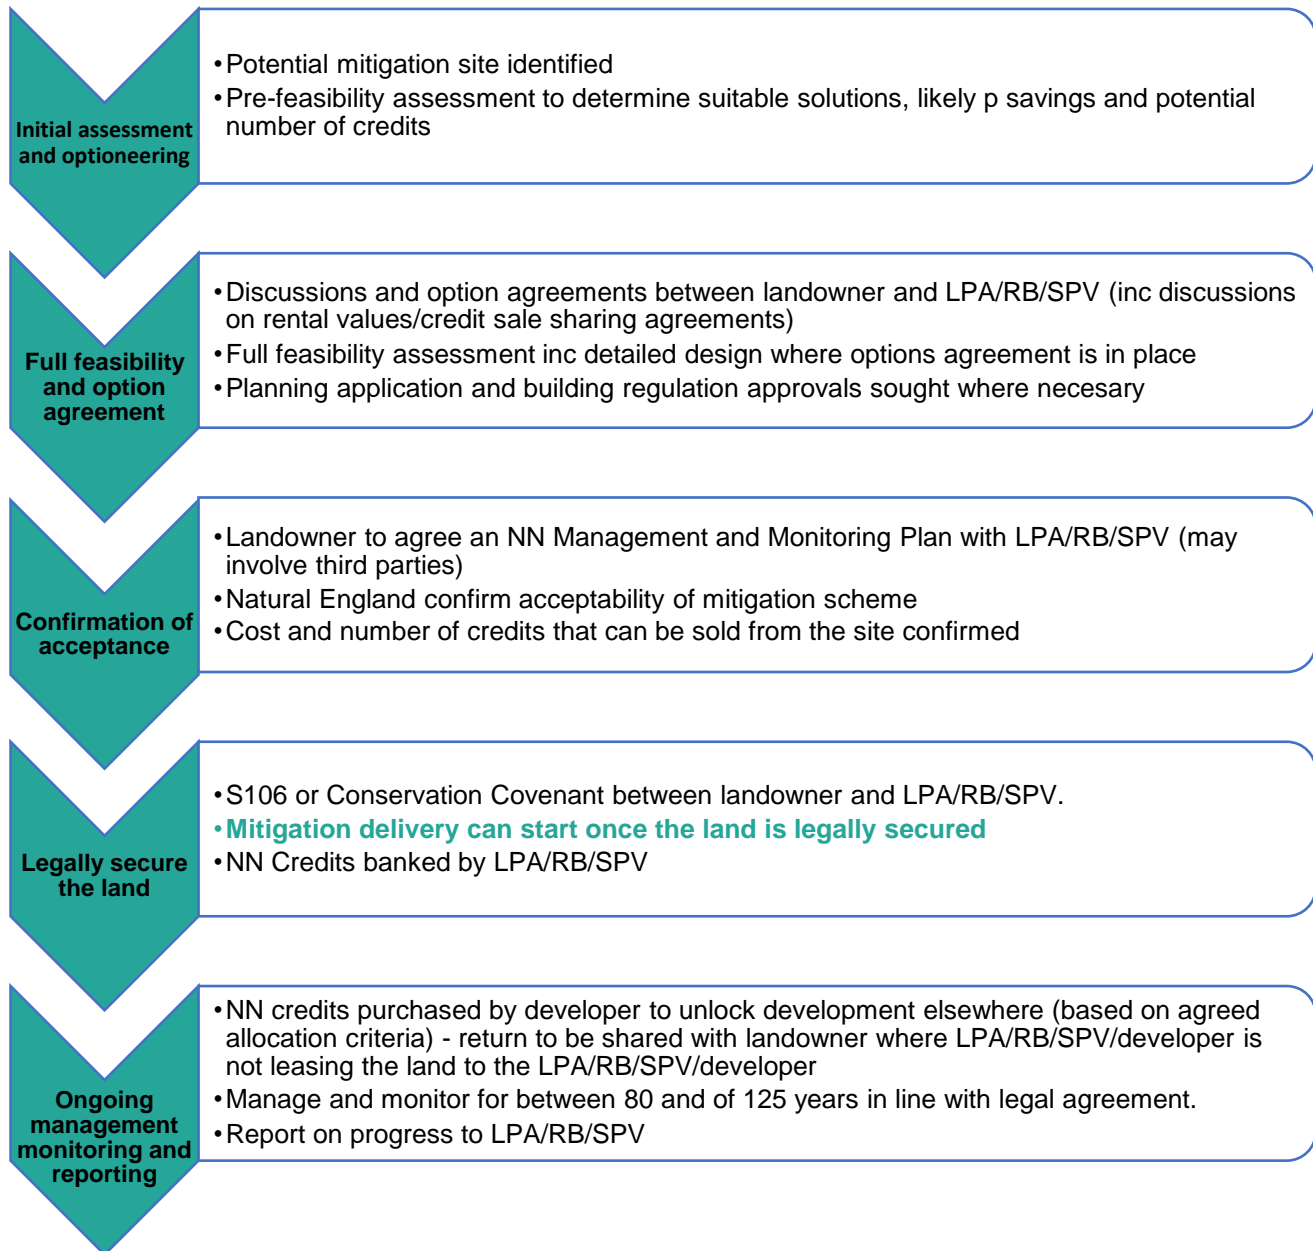 Initial assessment
and optioneering
•Potential mitigation site identified
•Pre-feasibility assessment to determine suitable solutions, likely p savings and potential
number of credits
Full feasibility
and option
agreement
•Discussions and option agreements between landowner and LPA/RB/SPV (inc discussions
on rental values/credit sale sharing agreements)
•Full feasibility assessment inc detailed design where options agreement is in place
•Planning application and building regulation approvals sought where necesary
Confirmation of
acceptance
•Landowner to agree an NN Management and Monitoring Plan with LPA/RB/SPV (may
involve third parties)
•Natural England confirm acceptability of mitigation scheme
•Cost and number of credits that can be sold from the site confirmed
Legally secure
the land
•S106 or Conservation Covenant between landowner and LPA/RB/SPV.
•Mitigation delivery can start once the land is legally secured
•NN Credits banked by LPA/RB/SPV
Ongoing
management
monitoring and
reporting
•NN credits purchased by developer to unlock development elsewhere (based on agreed
allocation criteria) - return to be shared with landowner where LPA/RB/SPV/developer is
not leasing the land to the LPA/RB/SPV/developer
•Manage and monitor for between 80 and of 125 years in line with legal agreement.
•Report on progress to LPA/RB/SPV